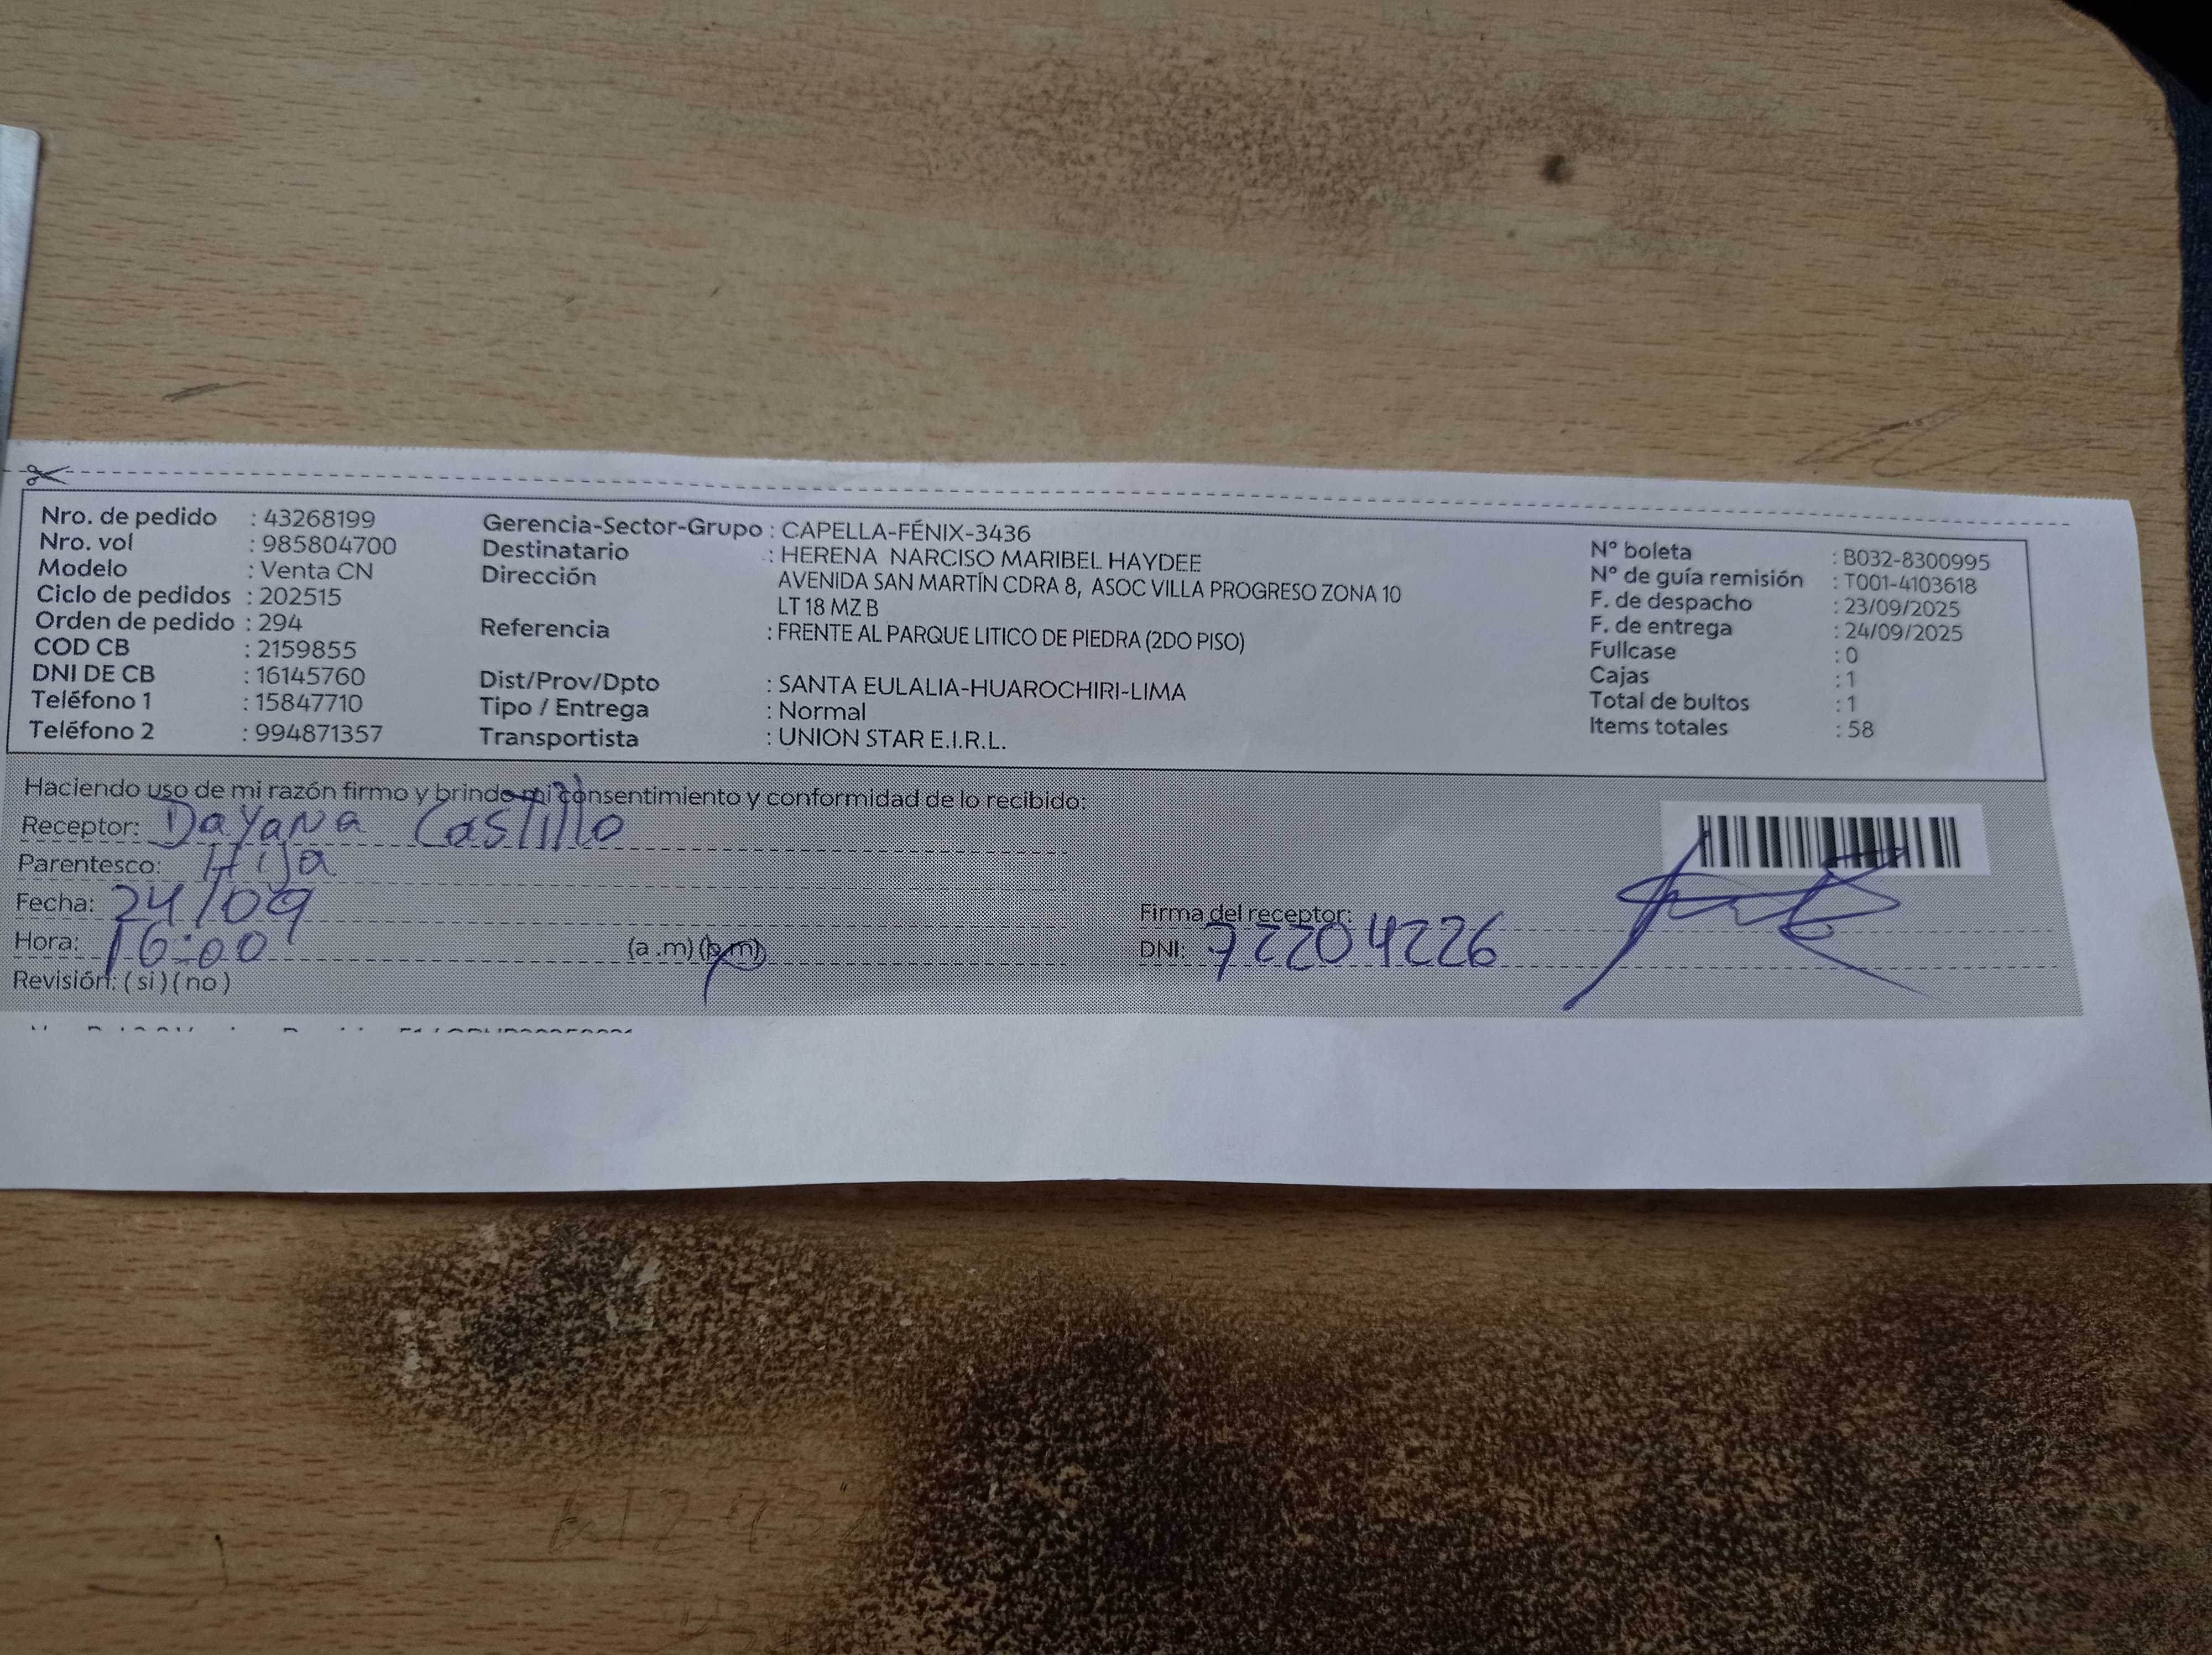 Nro. de pedido : 43268199
Nro. vol : 985804700
Modelo : Venta CN
Ciclo de pedidos : 202515
Orden de pedido : 294
COD CB : 2159855
DNI DE CB : 16145760
Teléfono 1 : 15847710
Teléfono 2 : 994871357
Gerencia-Sector-Grupo : CAPELLA-FÉNIX-3436
Destinatario : HERENA NARCISO MARIBEL HAYDEE
Dirección AVENIDA SAN MARTÍN CDRA 8, ASOC VILLA PROGRESO ZONA 10
LT 18 MZ B
Referencia : FRENTE AL PARQUE LITICO DE PIEDRA (2DO PISO)
Dist/Prov/Dpto : SANTA EULALIA-HUAROCHIRI-LIMA
Tipo / Entrega : Normal
Transportista : UNION STAR E.I.R.L.
N° boleta : B032-8300995
N° de guía remisión : T001-4103618
F. de despacho : 23/09/2025
F. de entrega : 24/09/2025
Fullcase : 0
Cajas : 1
Total de bultos : 1
Items totales : 58
Haciendo uso de mi razón firmo y brindo mi consentimiento y conformidad de lo recibido:
Receptor: Dayana Castillo
Parentesco: Hija
Fecha: 24/09
Hora: 16:00 (a .m) (p.m)
Revisión: ( si ) ( no )
Firma del receptor:
DNI: 72204226